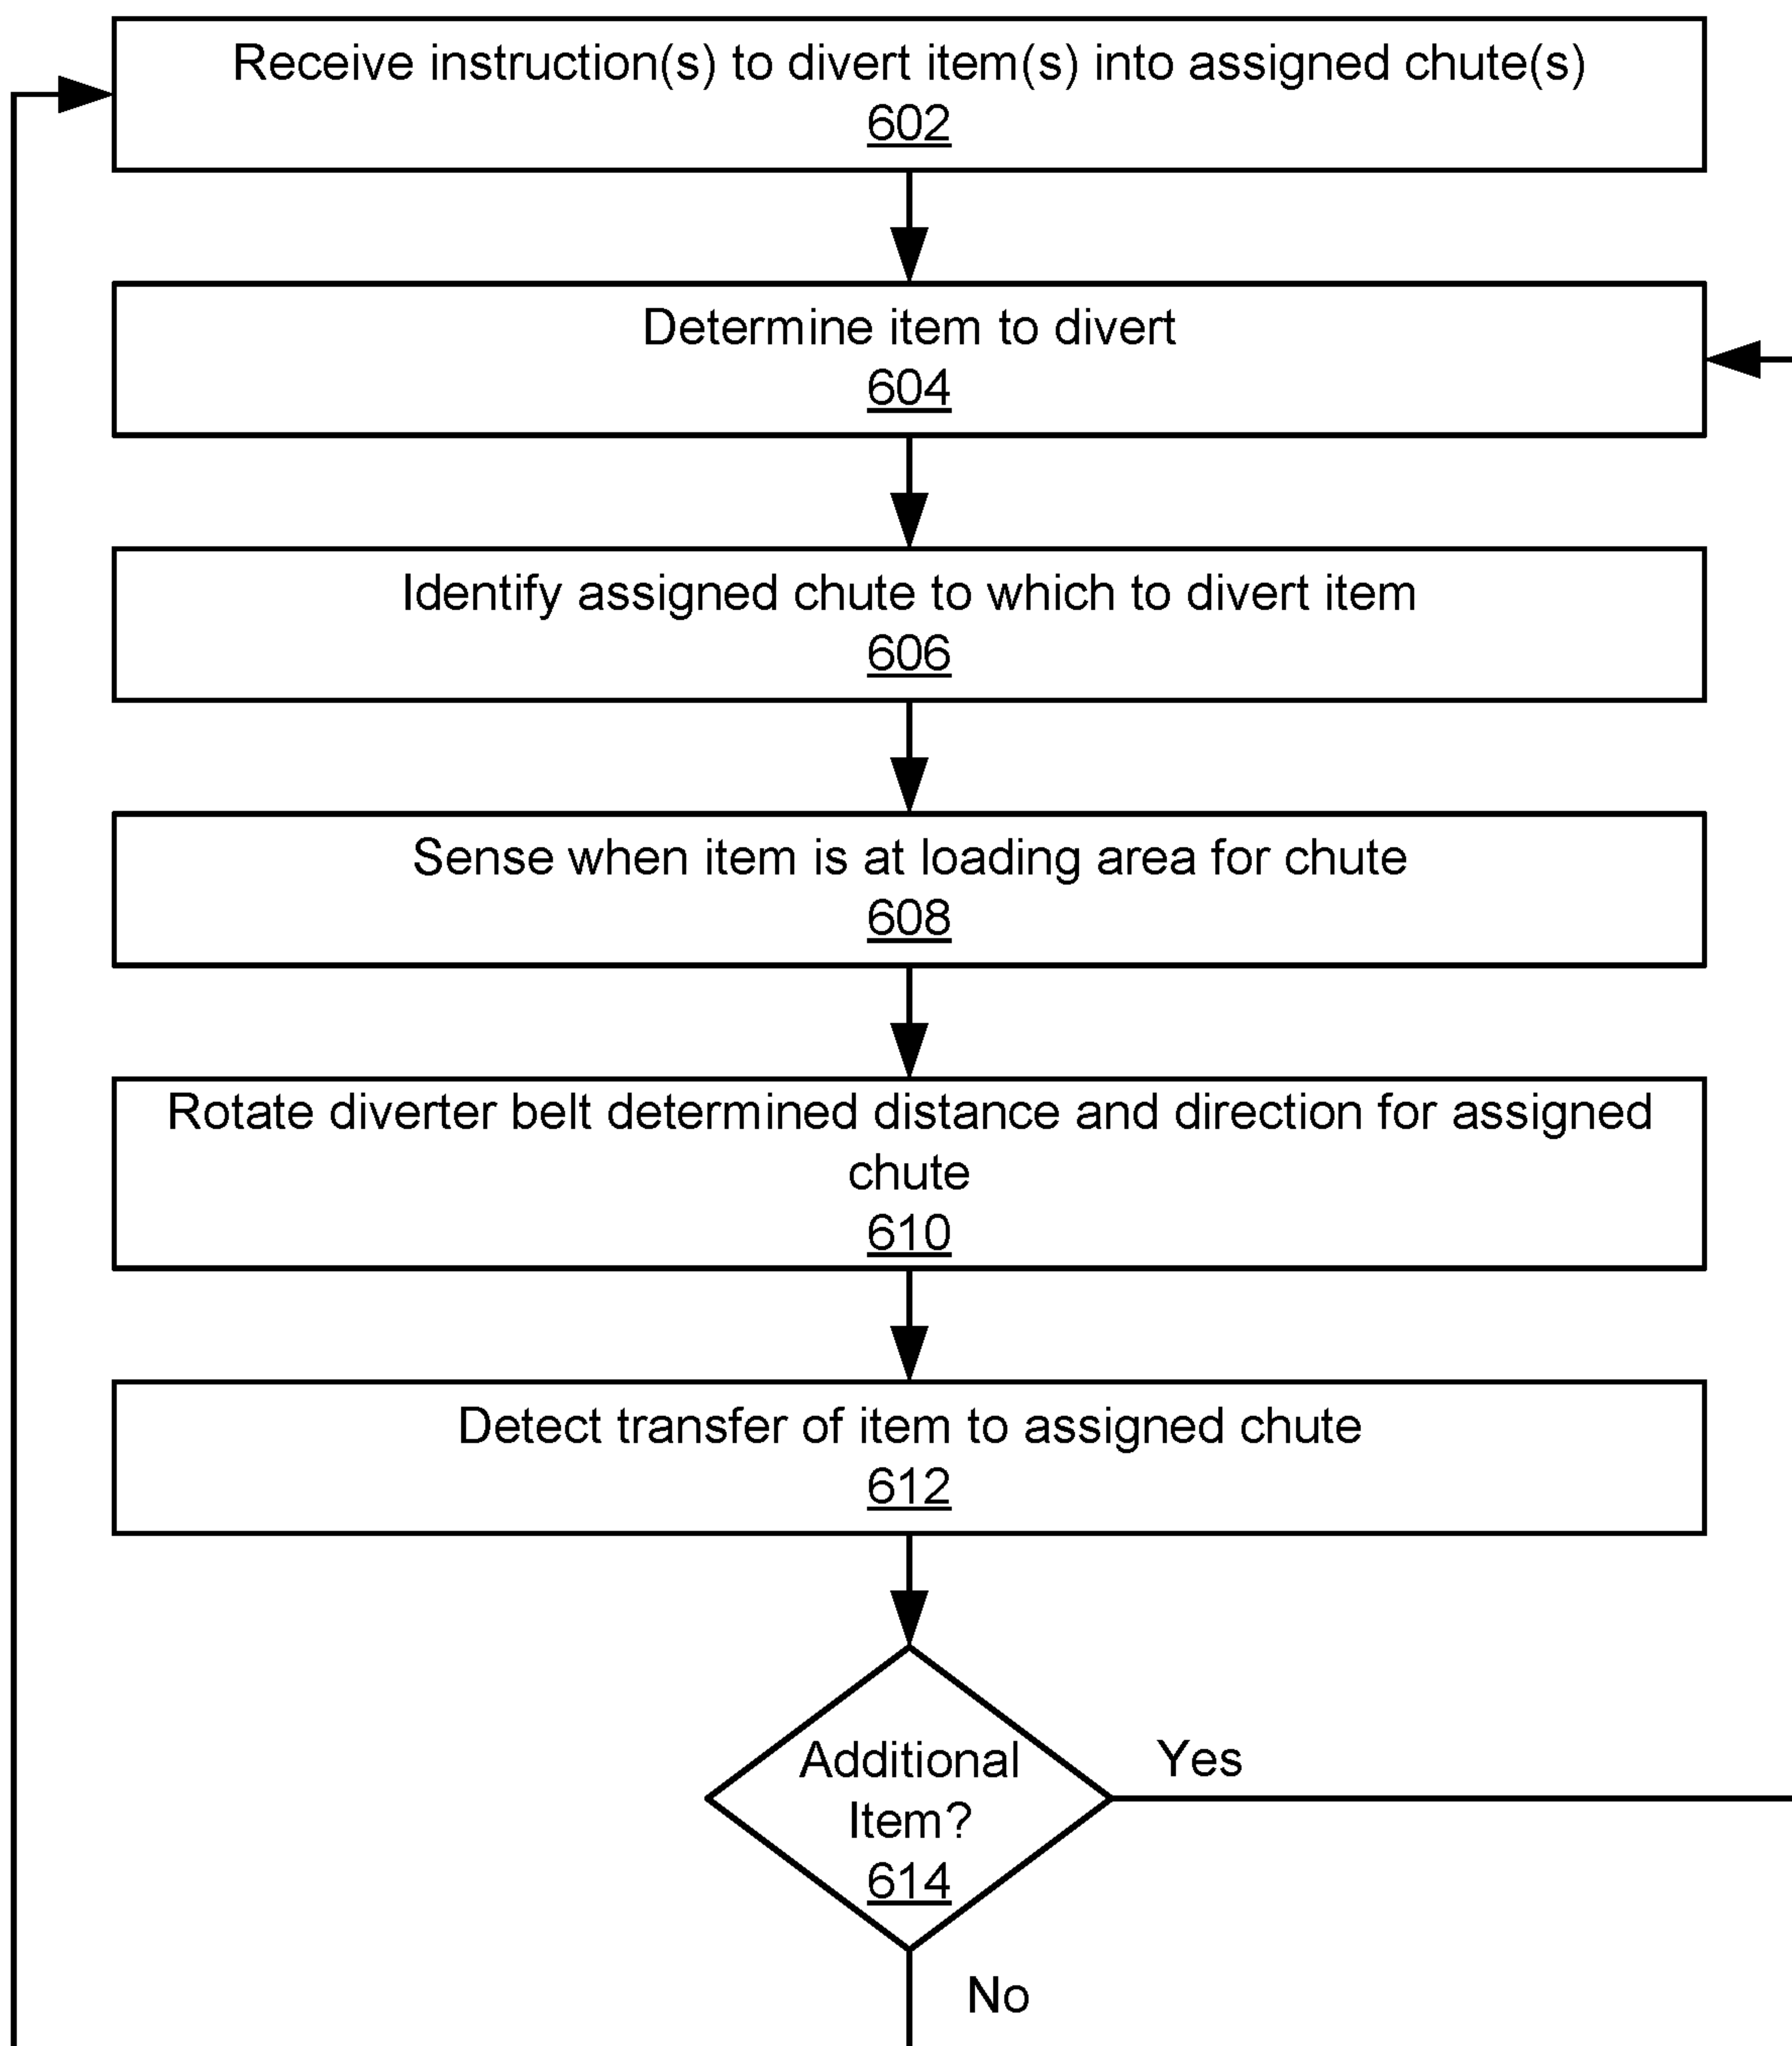 Receive instruction(s) to divert item(s) into assigned chute(s)
602
Determine item to divert
604
Identify assigned chute to which to divert item
606
Sense when item is at loading area for chute
608
Rotate diverter belt determined distance and direction for assigned
chute
610
Detect transfer of item to assigned chute
612
Additional
Item?
614
Yes
No